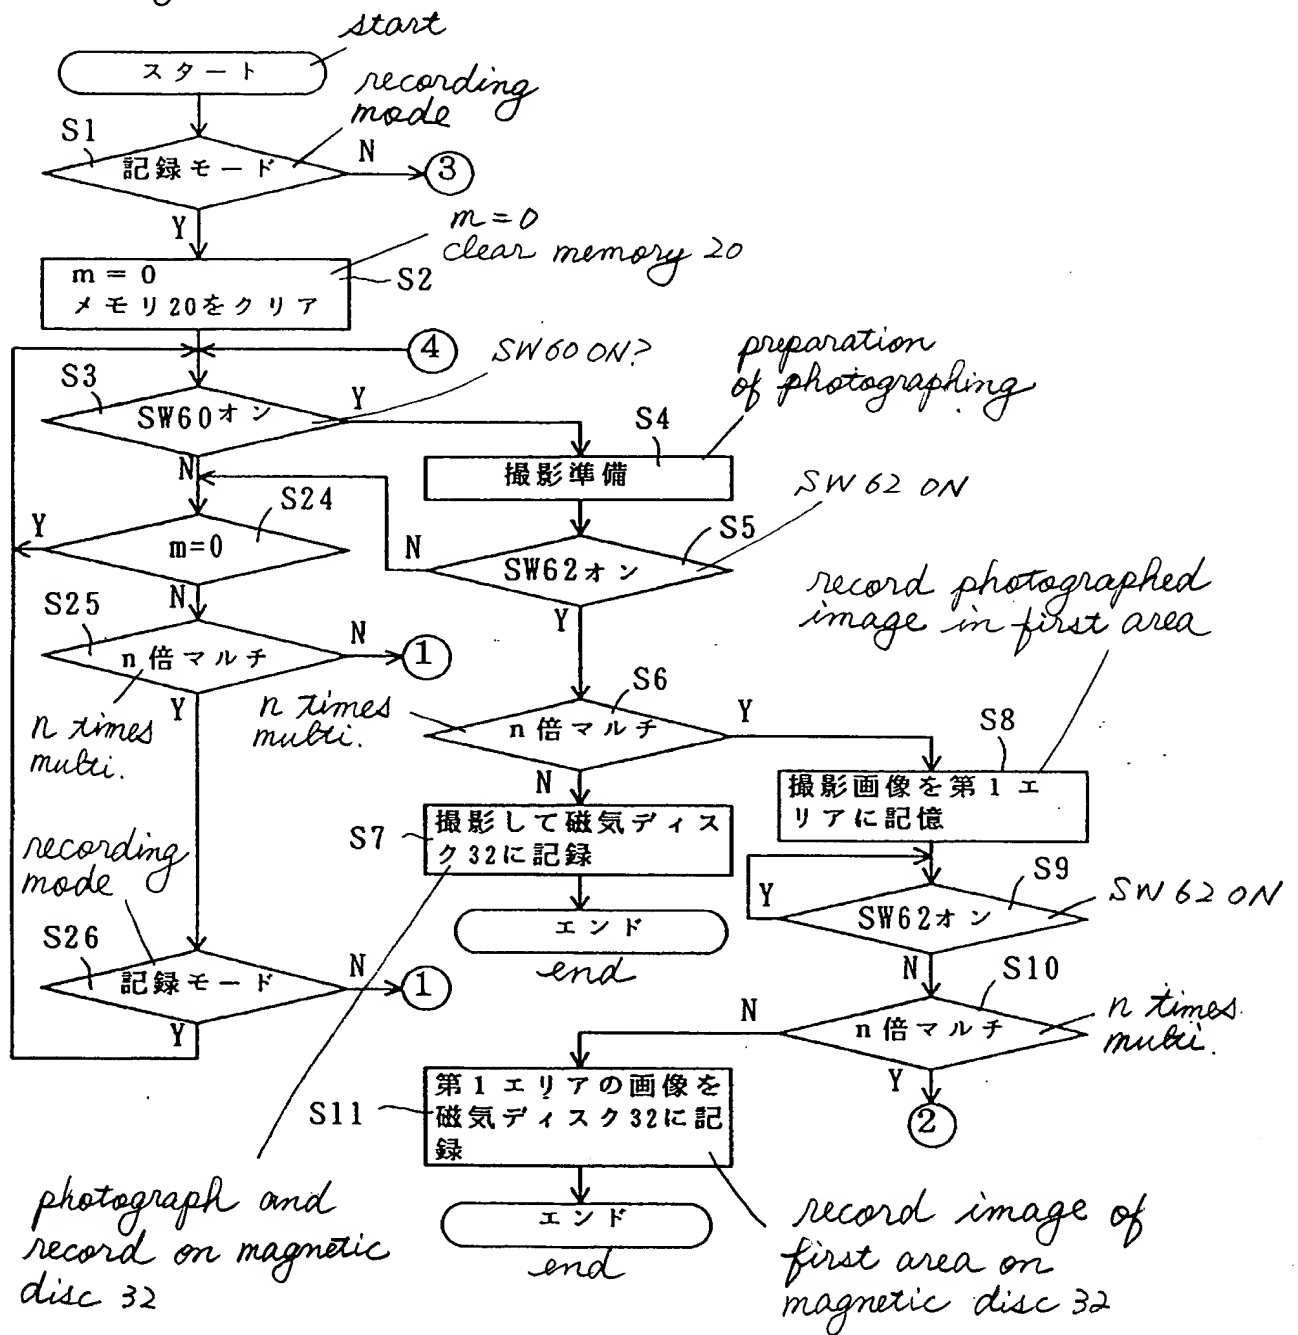 start
スタート
recording
mode
S1
記録モード
N
③
Y
m=0
clear memory 20
m=0
メモリ20をクリア
S2
④
SW60 ON?
preparation
of photographing
S3
SW60オン
Y
N
S4
撮影準備
SW62 ON
S24
Y
m=0
N
S5
N
SW62オン
Y
record photographed
image in first area
S25
n倍マルチ
N
①
Y
n times
multi.
n times
multi.
S6
n倍マルチ
Y
N
S8
撮影画像を第1エ
リアに記憶
S7
撮影して磁気ディス
ク32に記録
エンド
end
S9
Y
SW62オン
SW62 ON
N
recording
mode
S26
記録モード
N
①
Y
S10
N
n倍マルチ
n times
multi.
Y
②
S11
第1エリアの画像を
磁気ディスク32に記
録
エンド
end
photograph and
record on magnetic
disc 32
record image of
first area on
magnetic disc 32